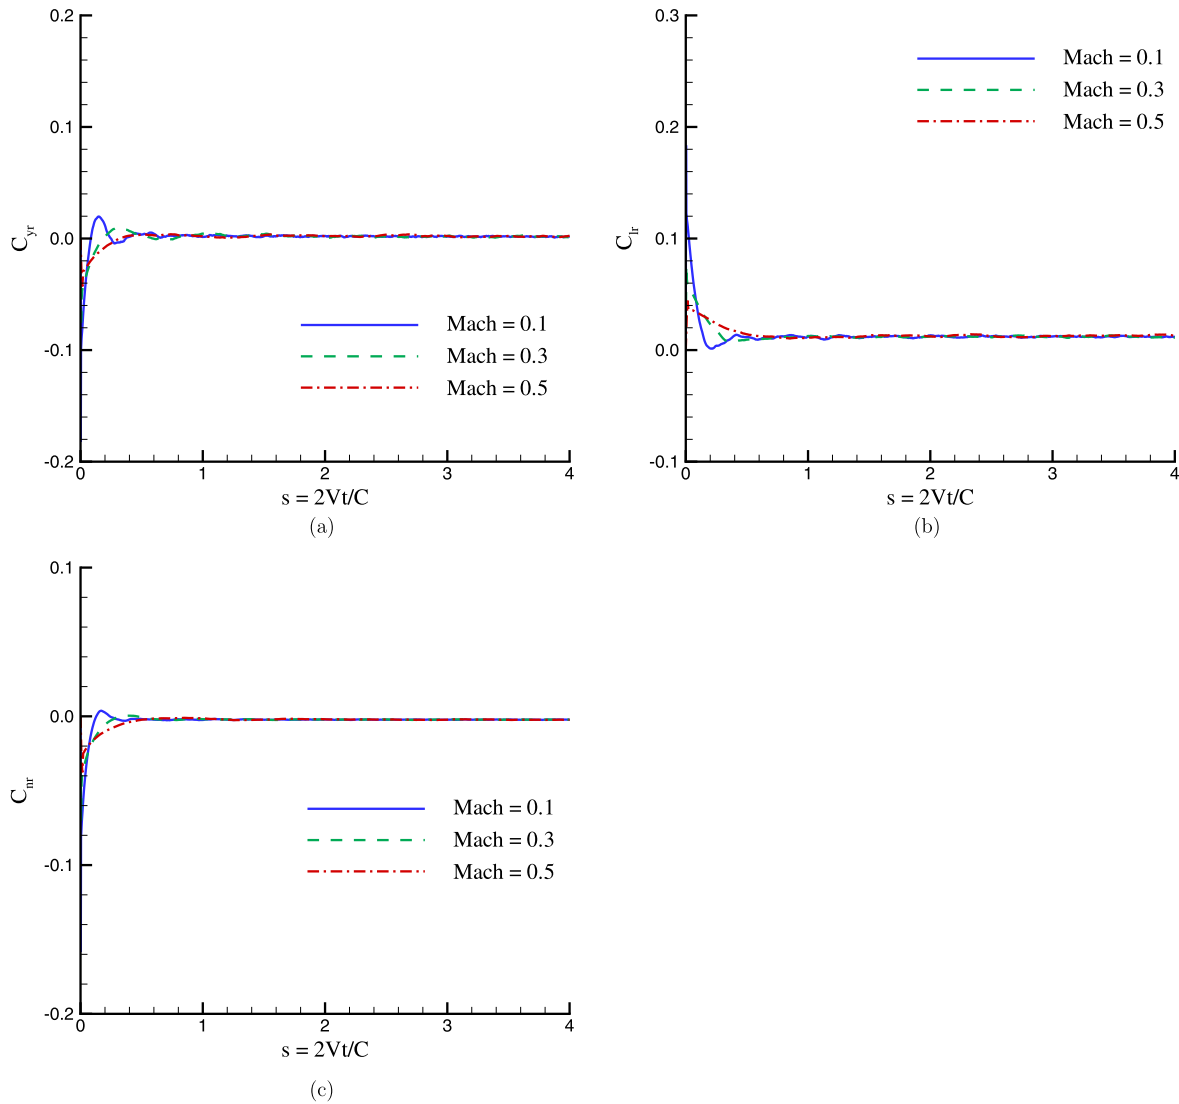 0.2
0.1
0.0
-0.1
-0.2
C_yr
Mach = 0.1
Mach = 0.3
Mach = 0.5
0 1 2 3 4
s = 2Vt/C
(a)
0.3
0.2
0.1
0.0
-0.1
C_lr
Mach = 0.1
Mach = 0.3
Mach = 0.5
0 1 2 3 4
s = 2Vt/C
(b)
0.1
0.0
-0.1
-0.2
C_nr
Mach = 0.1
Mach = 0.3
Mach = 0.5
0 1 2 3 4
s = 2Vt/C
(c)